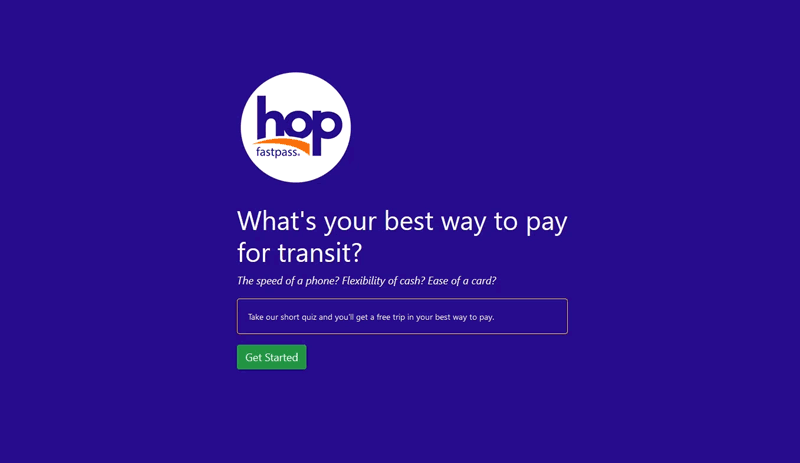 hop
fastpass®
What's your best way to pay
for transit?
The speed of a phone? Flexibility of cash? Ease of a card?
Take our short quiz and you'll get a free trip in your best way to pay.
Get Started